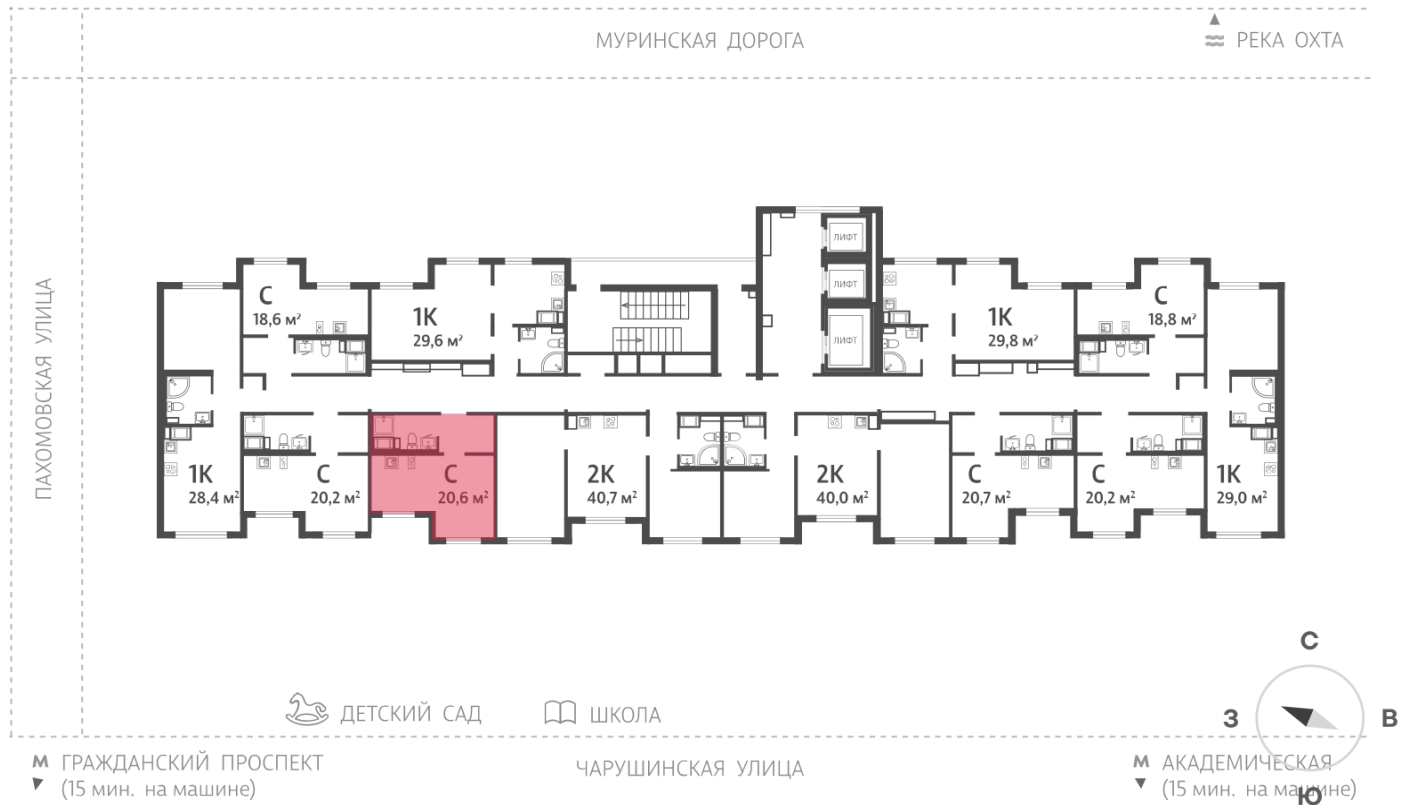 МУРИНСКАЯ ДОРОГА
РЕКА ОХТА
ПАХОМОВСКАЯ УЛИЦА
ЛИФТ
ЛИФТ
ЛИФТ
С
18,6 м²
1К
29,6 м²
1К
29,8 м²
С
18,8 м²
1К
28,4 м²
С
20,2 м²
С
20,6 м²
2К
40,7 м²
2К
40,0 м²
С
20,7 м²
С
20,2 м²
1К
29,0 м²
ДЕТСКИЙ САД
ШКОЛА
С
З
В
Ю
М ГРАЖДАНСКИЙ ПРОСПЕКТ
(15 мин. на машине)
ЧАРУШИНСКАЯ УЛИЦА
М АКАДЕМИЧЕСКАЯ
(15 мин. на машине)